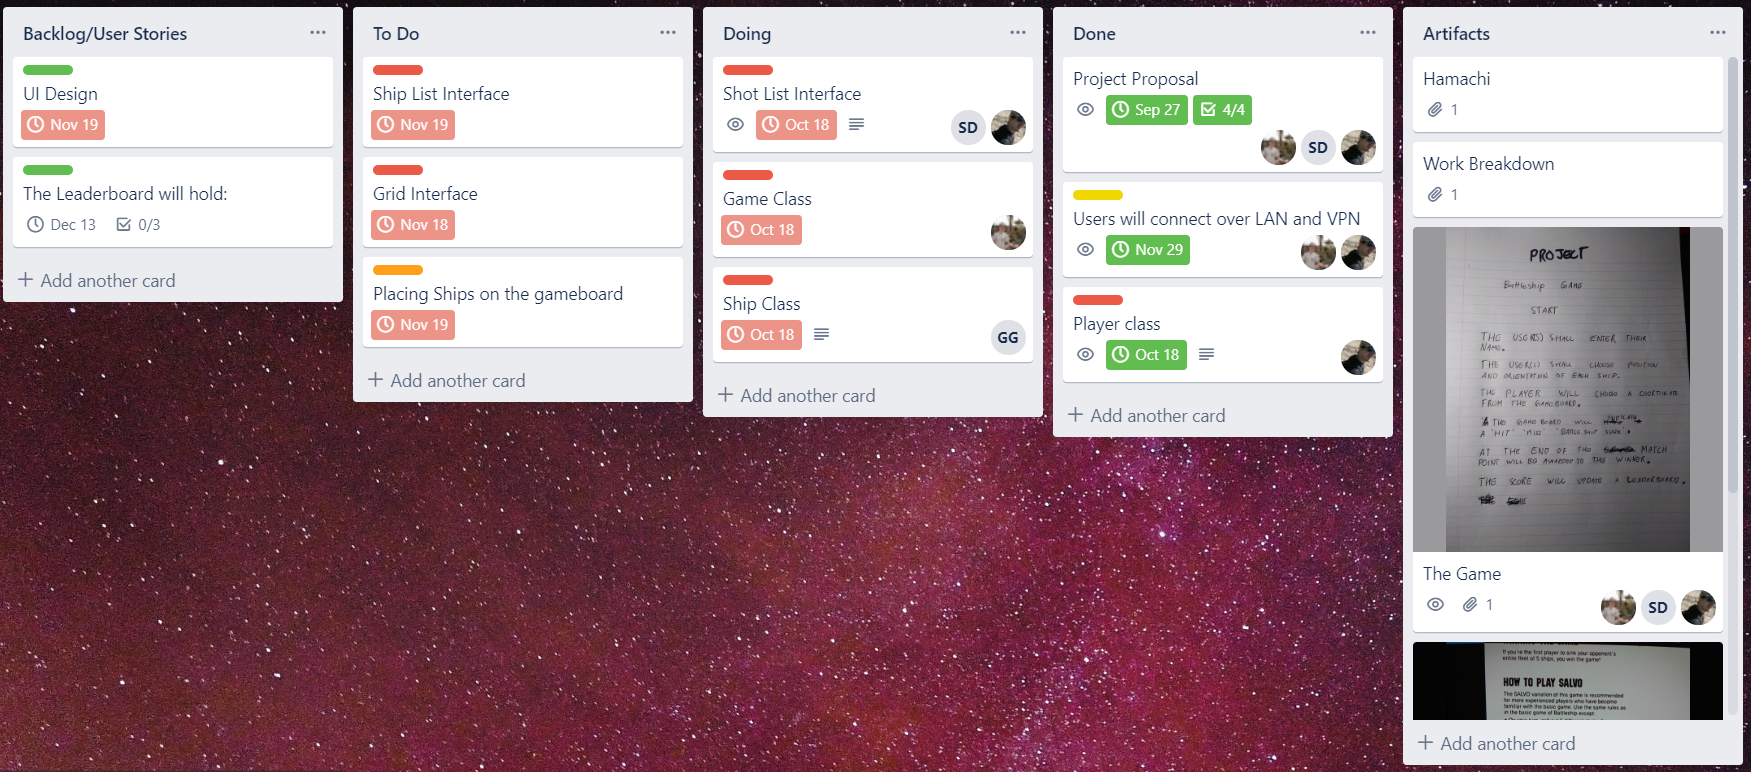 Backlog/User Stories
UI Design
Nov 19
The Leaderboard will hold:
Dec 13 0/3
+ Add another card
To Do
Ship List Interface
Nov 19
Grid Interface
Nov 18
Placing Ships on the gameboard
Nov 19
+ Add another card
Doing
Shot List Interface
Oct 18
SD
Game Class
Oct 18
Ship Class
Oct 18
GG
+ Add another card
Done
Project Proposal
Sep 27 4/4
SD
Users will connect over LAN and VPN
Nov 29
Player class
Oct 18
+ Add another card
Artifacts
Hamachi
1
Work Breakdown
1
PROJECT
Battleship GAME
START
THE USER(S) SHALL ENTER THEIR
NAME.
THE USER(S) SHALL CHOOSE POSITION
AND ORIENTATION OF EACH SHIP.
THE PLAYER WILL CHOOSE A COORDINATE
FROM THE GAMEBOARD.
THE GAME BOARD WILL
A "HIT" "MISS"
AT THE END OF THE MATCH
POINT WILL BE AWARDED TO THE WINNER.
THE SCORE WILL UPDATE A LEADERBOARD.
The Game
1
SD
If you're the first player to sink your opponent's
entire fleet of 5 ships, you win the game!
HOW TO PLAY SALVO
The SALVO variation of this game is recommended
for more experienced players who have become
familiar with the basic game. Use the same rules as
in the basic game of Battleship except:
+ Add another card